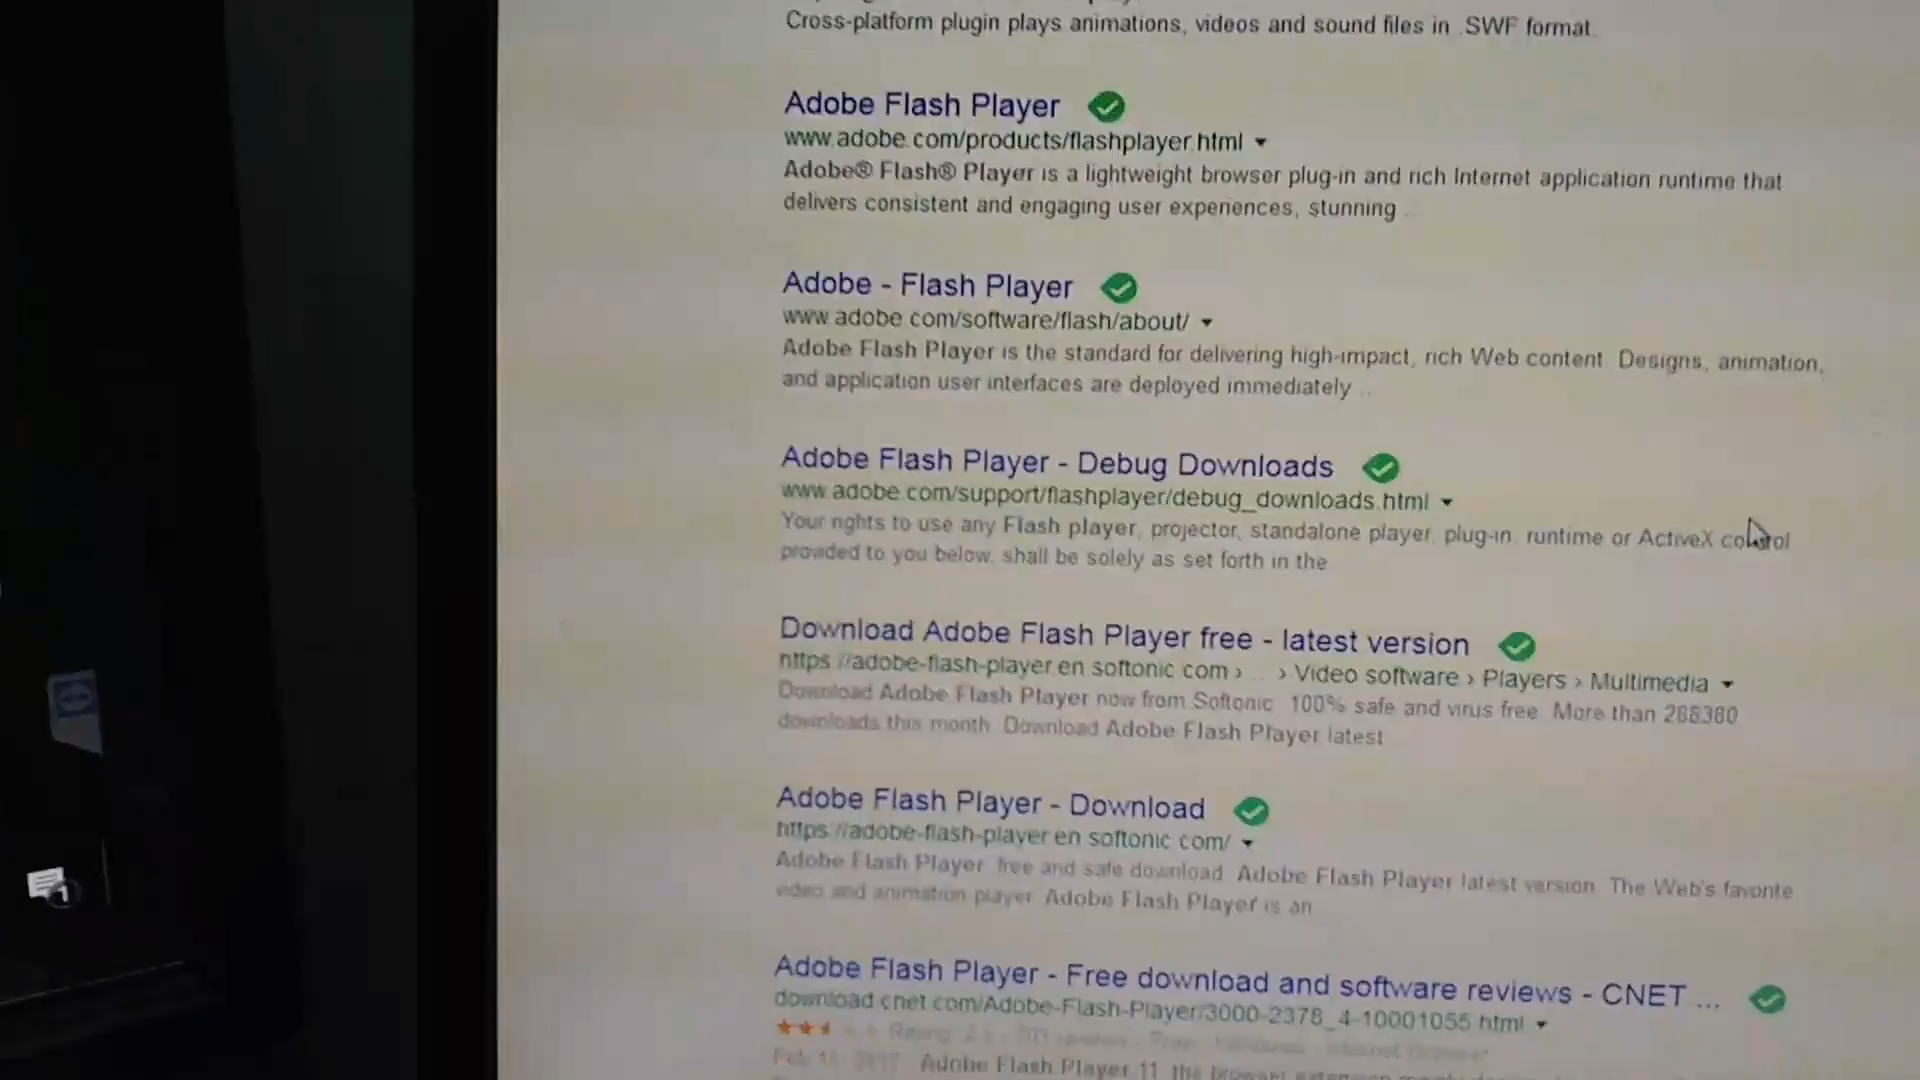 Cross-platform plugin plays animations, videos and sound files in .SWF format.
Adobe Flash Player
www.adobe.com/products/flashplayer.html
Adobe® Flash® Player is a lightweight browser plug-in and rich Internet application runtime that
delivers consistent and engaging user experiences, stunning ...
Adobe - Flash Player
www.adobe.com/software/flash/about/
Adobe Flash Player is the standard for delivering high-impact, rich Web content. Designs, animation,
and application user interfaces are deployed immediately ...
Adobe Flash Player - Debug Downloads
www.adobe.com/support/flashplayer/debug_downloads.html
Your rights to use any Flash player, projector, standalone player, plug-in, runtime or ActiveX control
provided to you below, shall be solely as set forth in the
Download Adobe Flash Player free - latest version
https://adobe-flash-player.en.softonic.com › ... › Video software › Players › Multimedia
Download Adobe Flash Player now from Softonic: 100% safe and virus free. More than 288380
downloads this month. Download Adobe Flash Player latest
Adobe Flash Player - Download
https://adobe-flash-player.en.softonic.com/
Adobe Flash Player, free and safe download. Adobe Flash Player latest version: The Web's favorite
video and animation player. Adobe Flash Player is an
Adobe Flash Player - Free download and software reviews - CNET ...
download.cnet.com/Adobe-Flash-Player/3000-2378_4-10001055.html
Rating
Adobe Flash Player 11, the browser